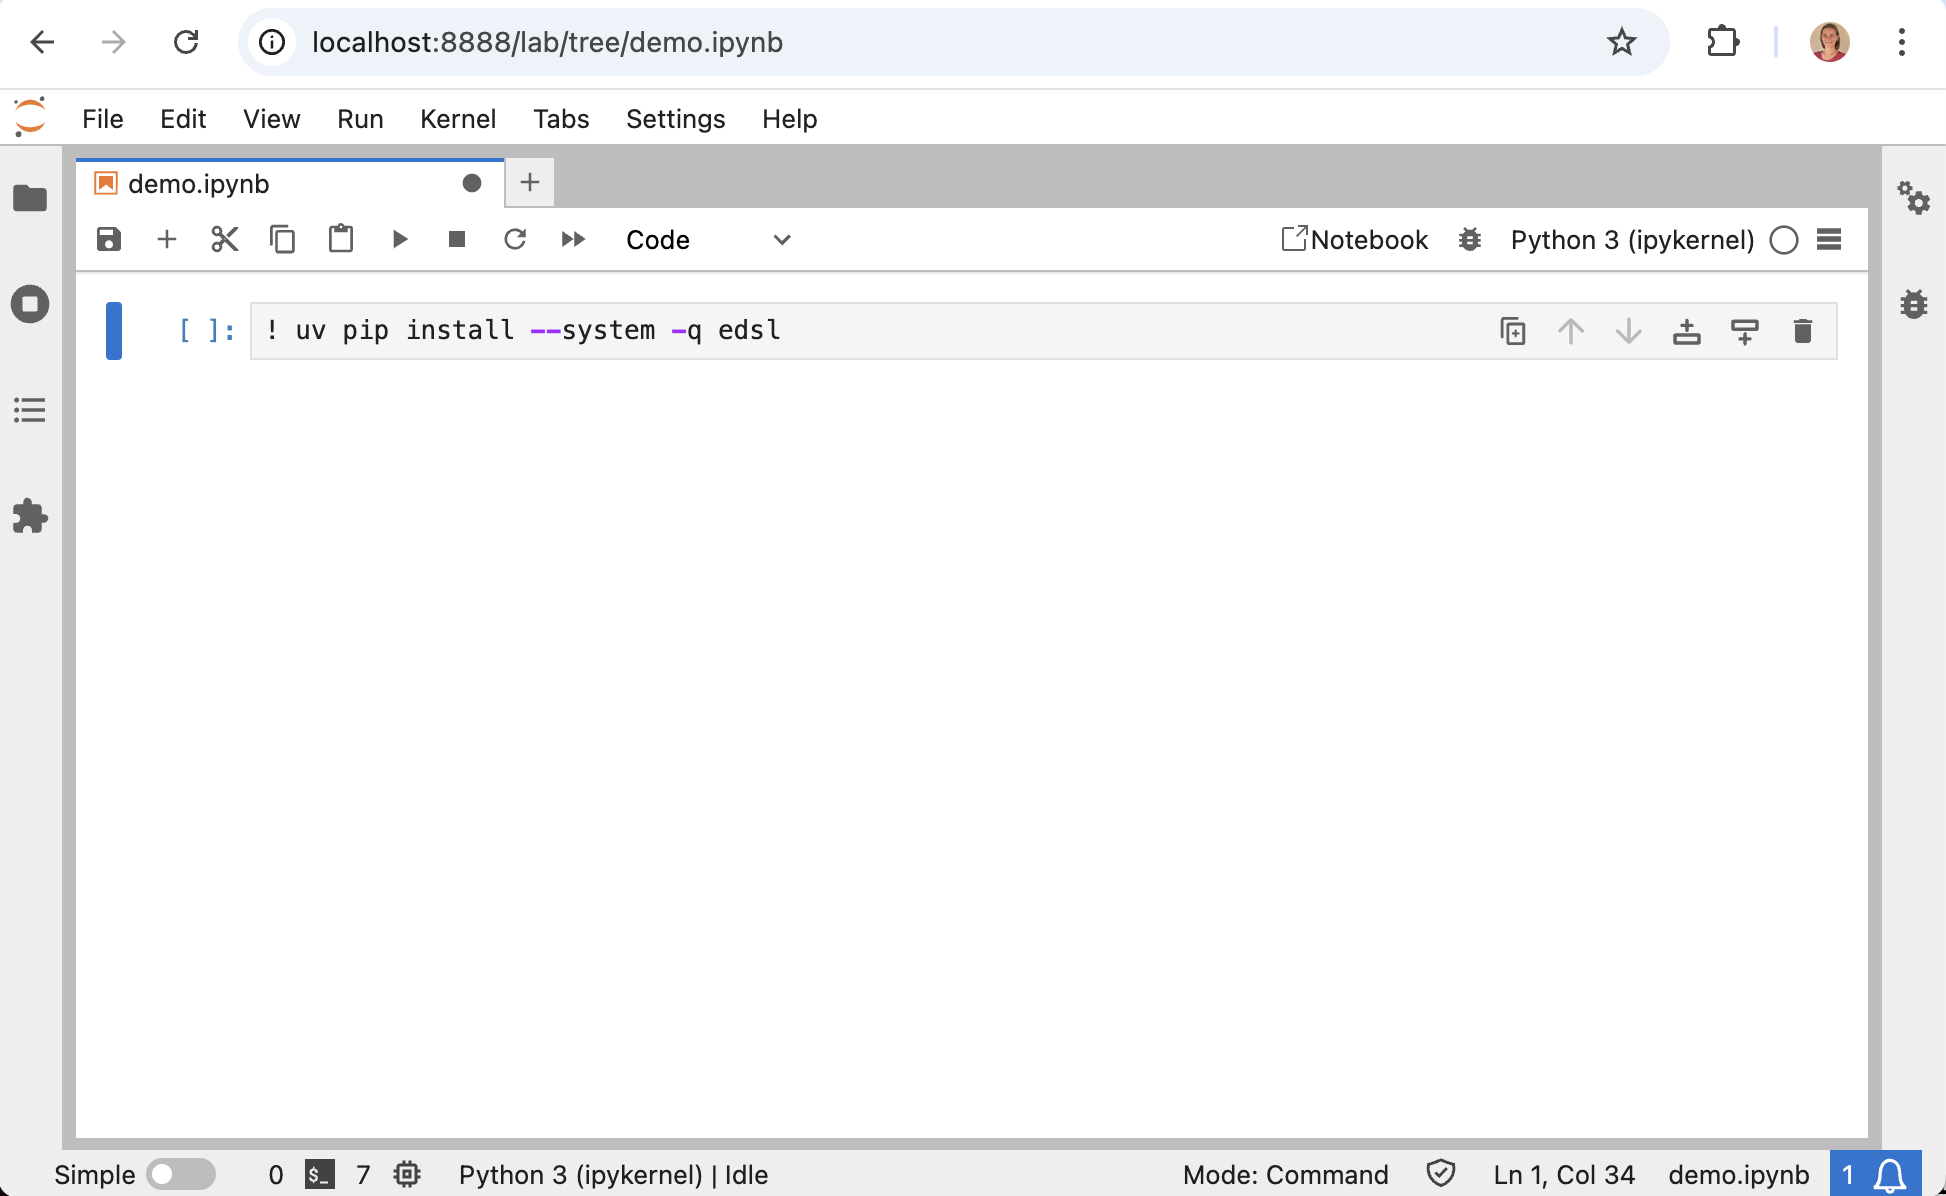 localhost:8888/lab/tree/demo.ipynb
File Edit View Run Kernel Tabs Settings Help
demo.ipynb
Code Notebook Python 3 (ipykernel)
[ ]: ! uv pip install --system -q edsl
Simple 0 $_ 7 Python 3 (ipykernel) | Idle Mode: Command Ln 1, Col 34 demo.ipynb 1